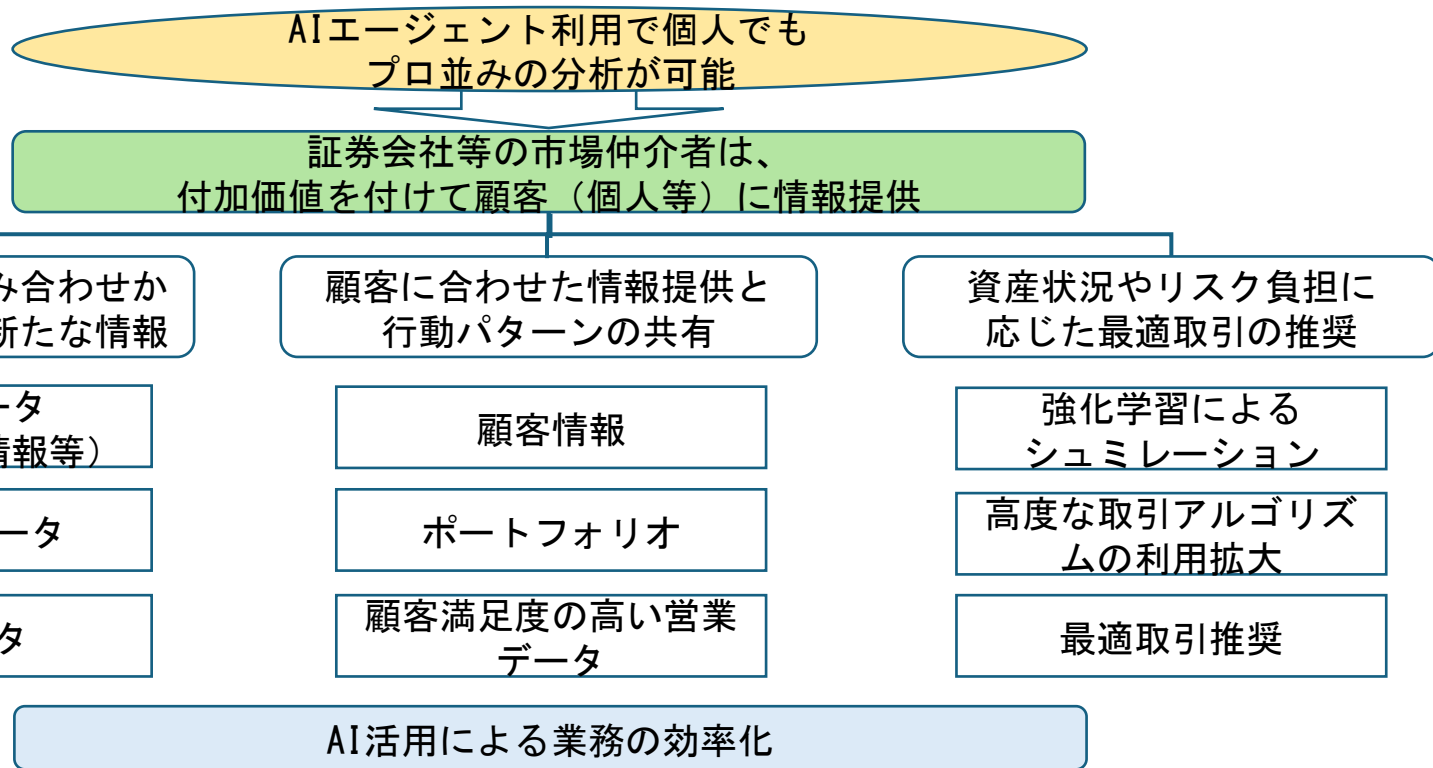 AIエージェント利用で個人でも
プロ並みの分析が可能
証券会社等の市場仲介者は、
付加価値を付けて顧客（個人等）に情報提供
み合わせか
新たな情報
顧客に合わせた情報提供と
行動パターンの共有
資産状況やリスク負担に
応じた最適取引の推奨
ータ
情報等）
顧客情報
強化学習による
シュミレーション
ータ
ポートフォリオ
高度な取引アルゴリズ
ムの利用拡大
タ
顧客満足度の高い営業
データ
最適取引推奨
AI活用による業務の効率化